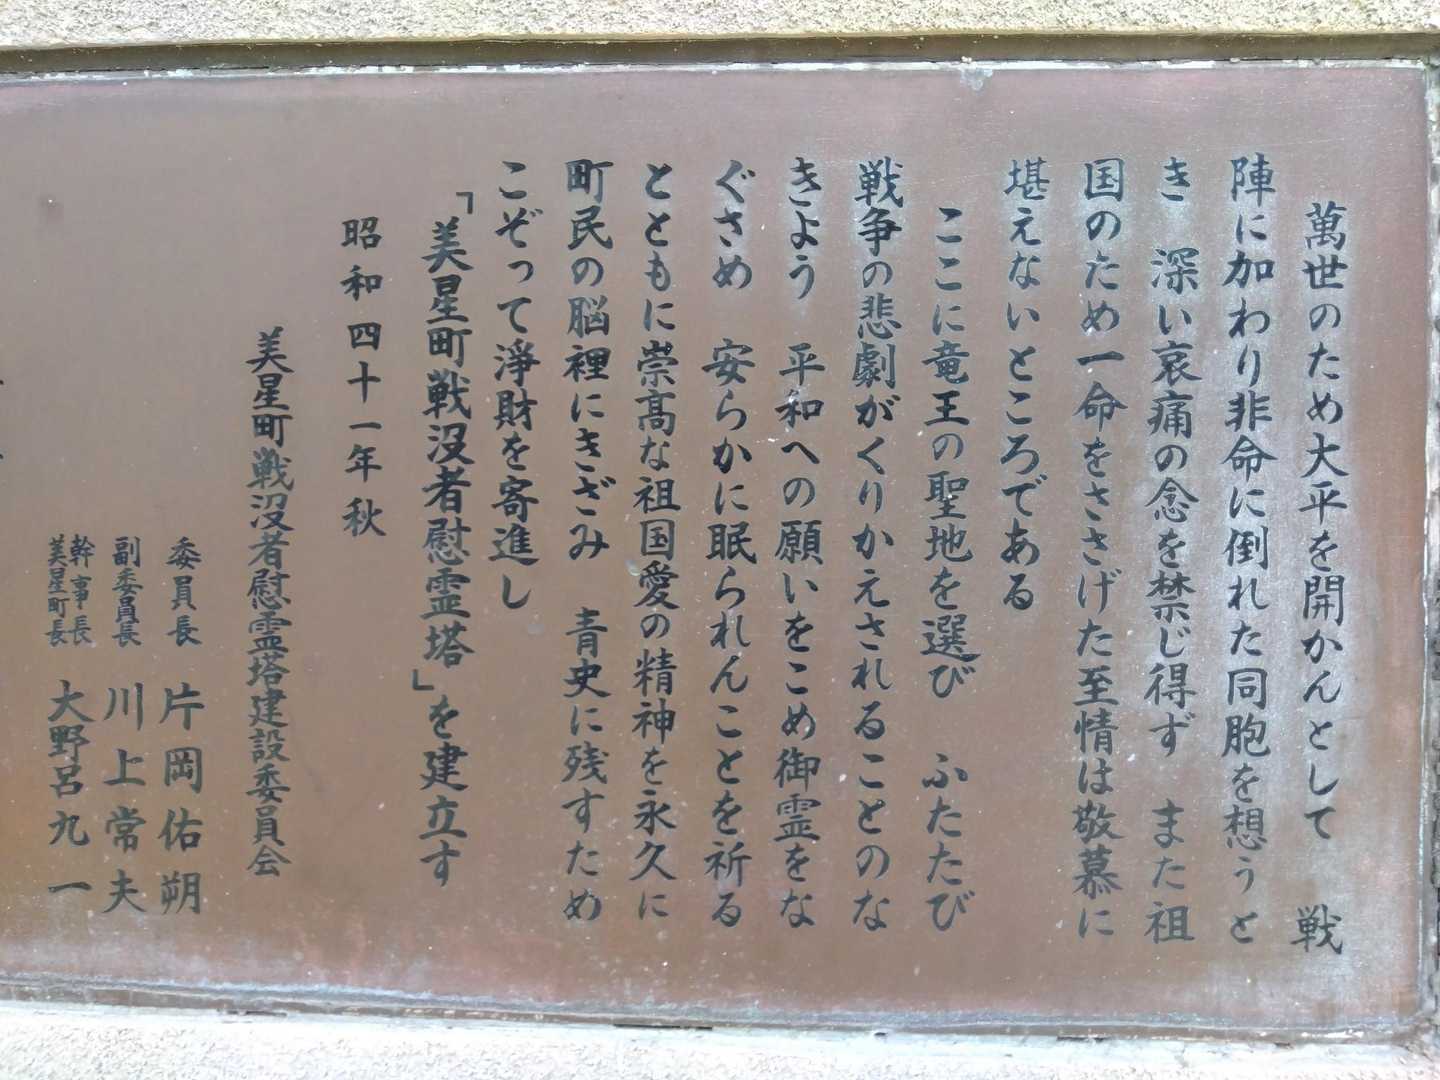 萬世のため大平を開かんとして　戦
陣に加わり非命に倒れた同胞を想うと
き　深い哀痛の念を禁じ得ず　また祖
国のため一命をささげた至情は敬慕に
堪えないところである
ここに竜王の聖地を選び　ふたたび
戦争の悲劇がくりかえされることのな
きよう　平和への願いをこめ御霊をな
ぐさめ　安らかに眠られんことを祈る
とともに崇高な祖国愛の精神を永久に
町民の脳裡にきざみ　青史に残すため
こぞって淨財を寄進し
「美星町戦没者慰霊塔」を建立す
昭和四十一年秋
美星町戦没者慰霊塔建設委員会
委員長　片岡佑朔
副委員長　川上常夫
幹事長
美星町長　大野呂九一